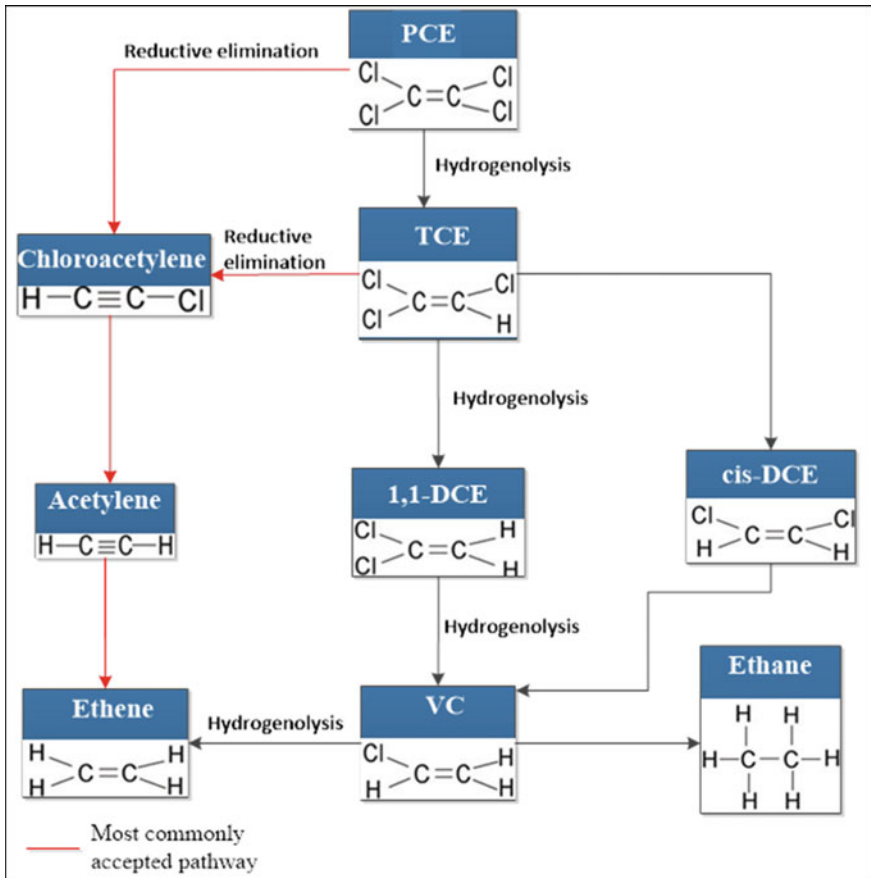 PCE
Reductive elimination
Cl Cl
C=C
Cl Cl
Hydrogenolysis
Chloroacetylene
H—C≡C—Cl
Reductive
elimination
TCE
Cl Cl
C=C
Cl H
Hydrogenolysis
Acetylene
H—C≡C—H
1,1-DCE
Cl H
C=C
Cl H
cis-DCE
Cl Cl
C=C
H H
Hydrogenolysis
Ethene
H H
C=C
H H
Hydrogenolysis
VC
Cl H
C=C
H H
Ethane
H H
H—C—C—H
H H
Most commonly
accepted pathway